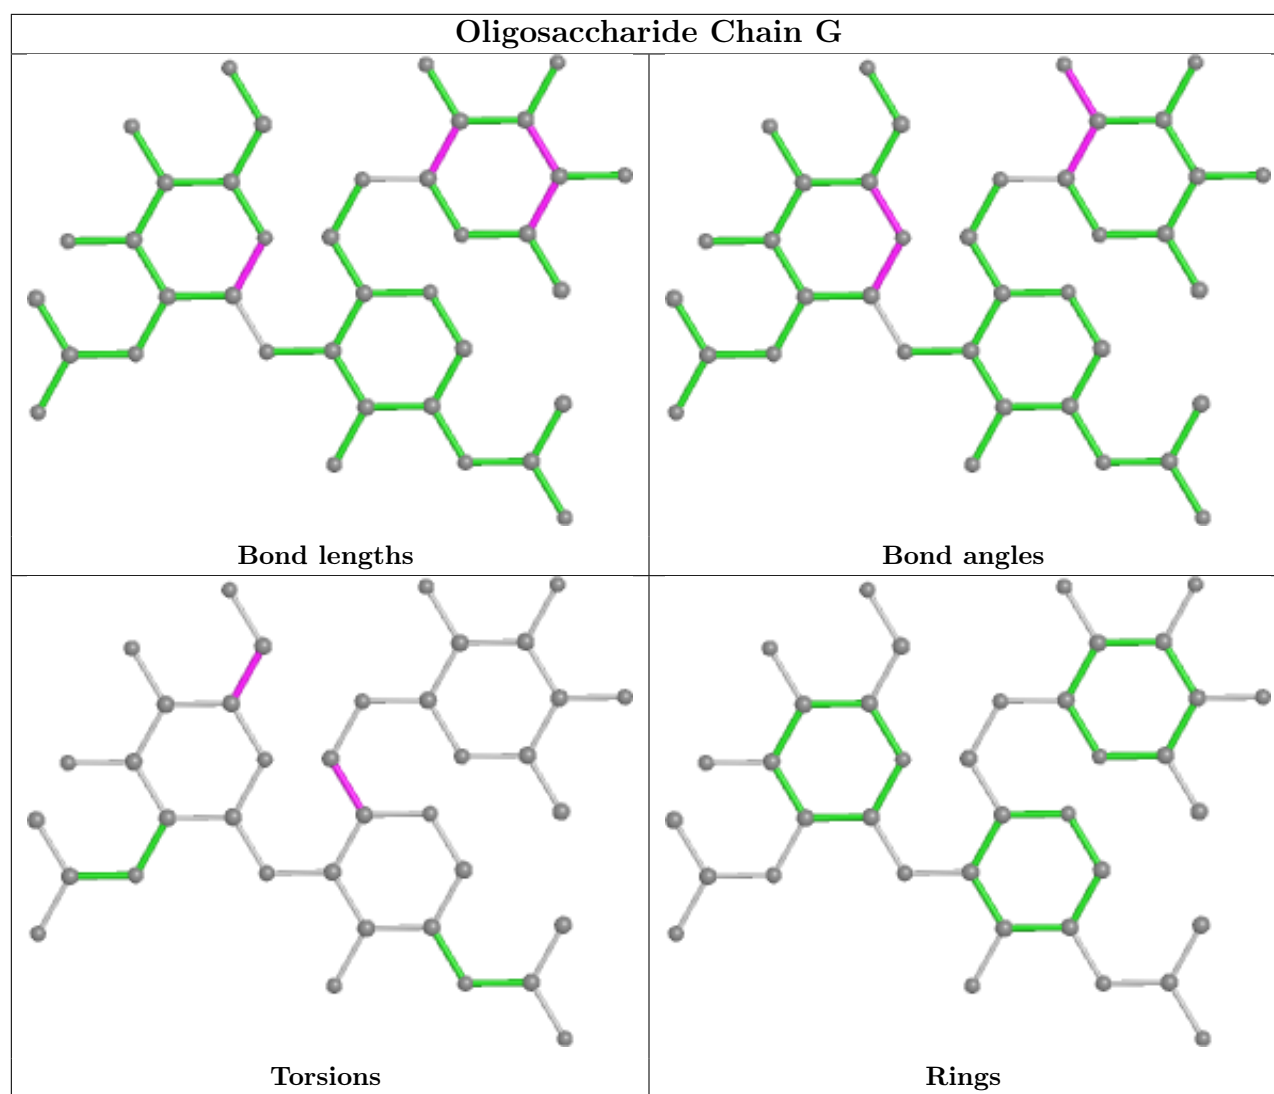 Oligosaccharide Chain G
Bond lengths
Bond angles
Torsions
Rings